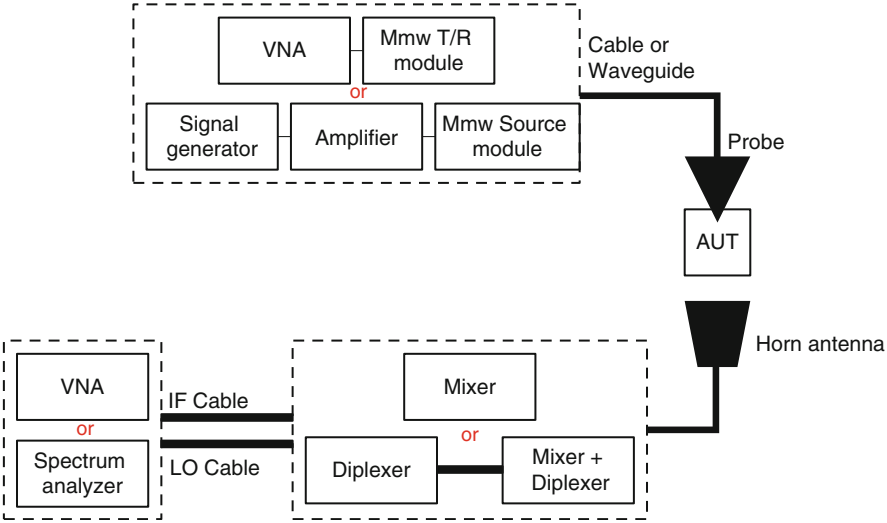 VNA
Mmw T/R
module
or
Signal
generator
Amplifier
Mmw Source
module
Cable or
Waveguide
Probe
AUT
Horn antenna
VNA
or
Spectrum
analyzer
IF Cable
LO Cable
Mixer
or
Diplexer
Mixer +
Diplexer